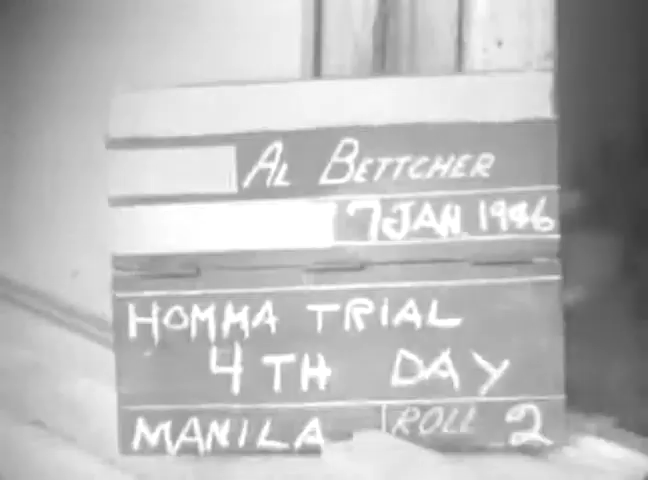 AL BETTCHER
7 JAN. 1946
HOMMA TRIAL
4TH DAY
MANILA ROLL 2